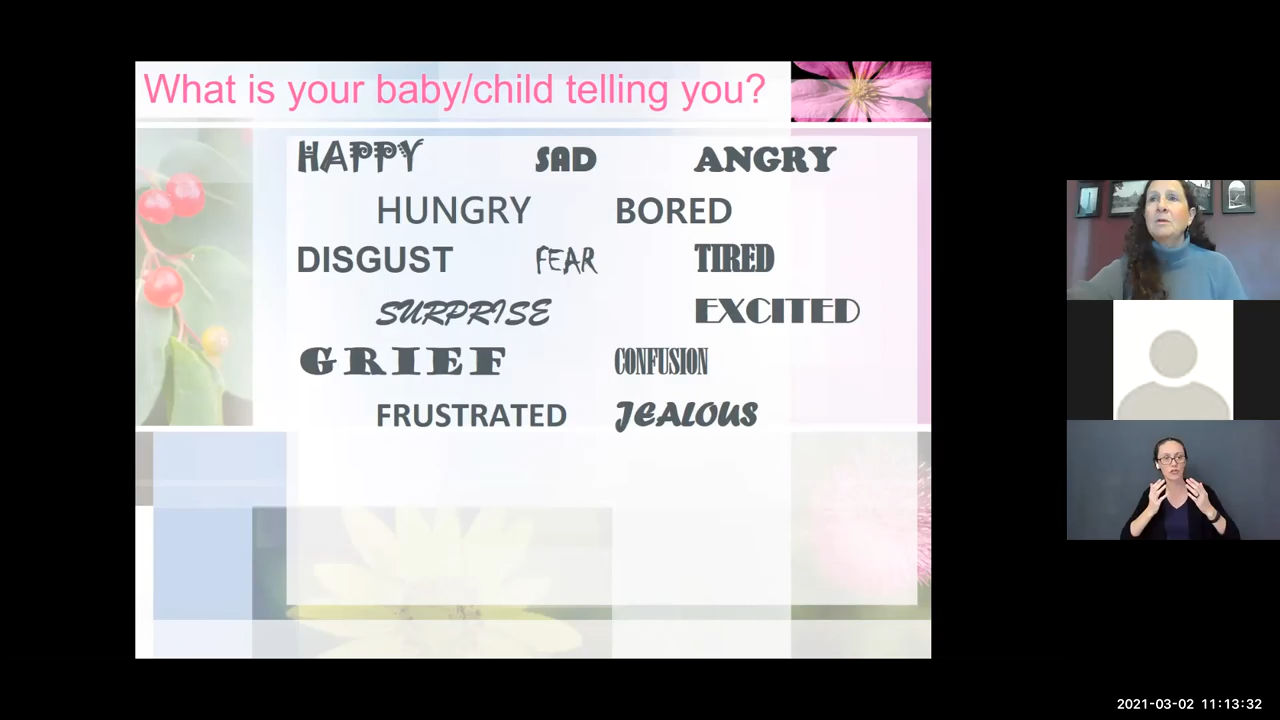 What is your baby/child telling you?
HAPPY SAD ANGRY
HUNGRY BORED
DISGUST FEAR TIRED
SURPRISE EXCITED
GRIEF CONFUSION
FRUSTRATED JEALOUS
2021-03-02 11:13:32